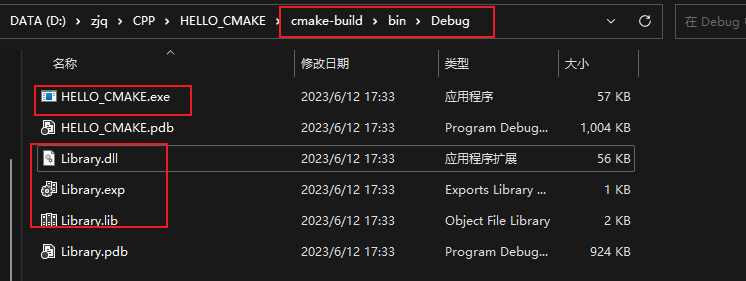 DATA (D:) > zjq > CPP > HELLO_CMAKE > cmake-build > bin > Debug 在 Debug
名称 修改日期 类型 大小
HELLO_CMAKE.exe 2023/6/12 17:33 应用程序 57 KB
HELLO_CMAKE.pdb 2023/6/12 17:33 Program Debug... 1,004 KB
Library.dll 2023/6/12 17:33 应用程序扩展 56 KB
Library.exp 2023/6/12 17:33 Exports Library ... 1 KB
Library.lib 2023/6/12 17:33 Object File Library 2 KB
Library.pdb 2023/6/12 17:33 Program Debug... 924 KB